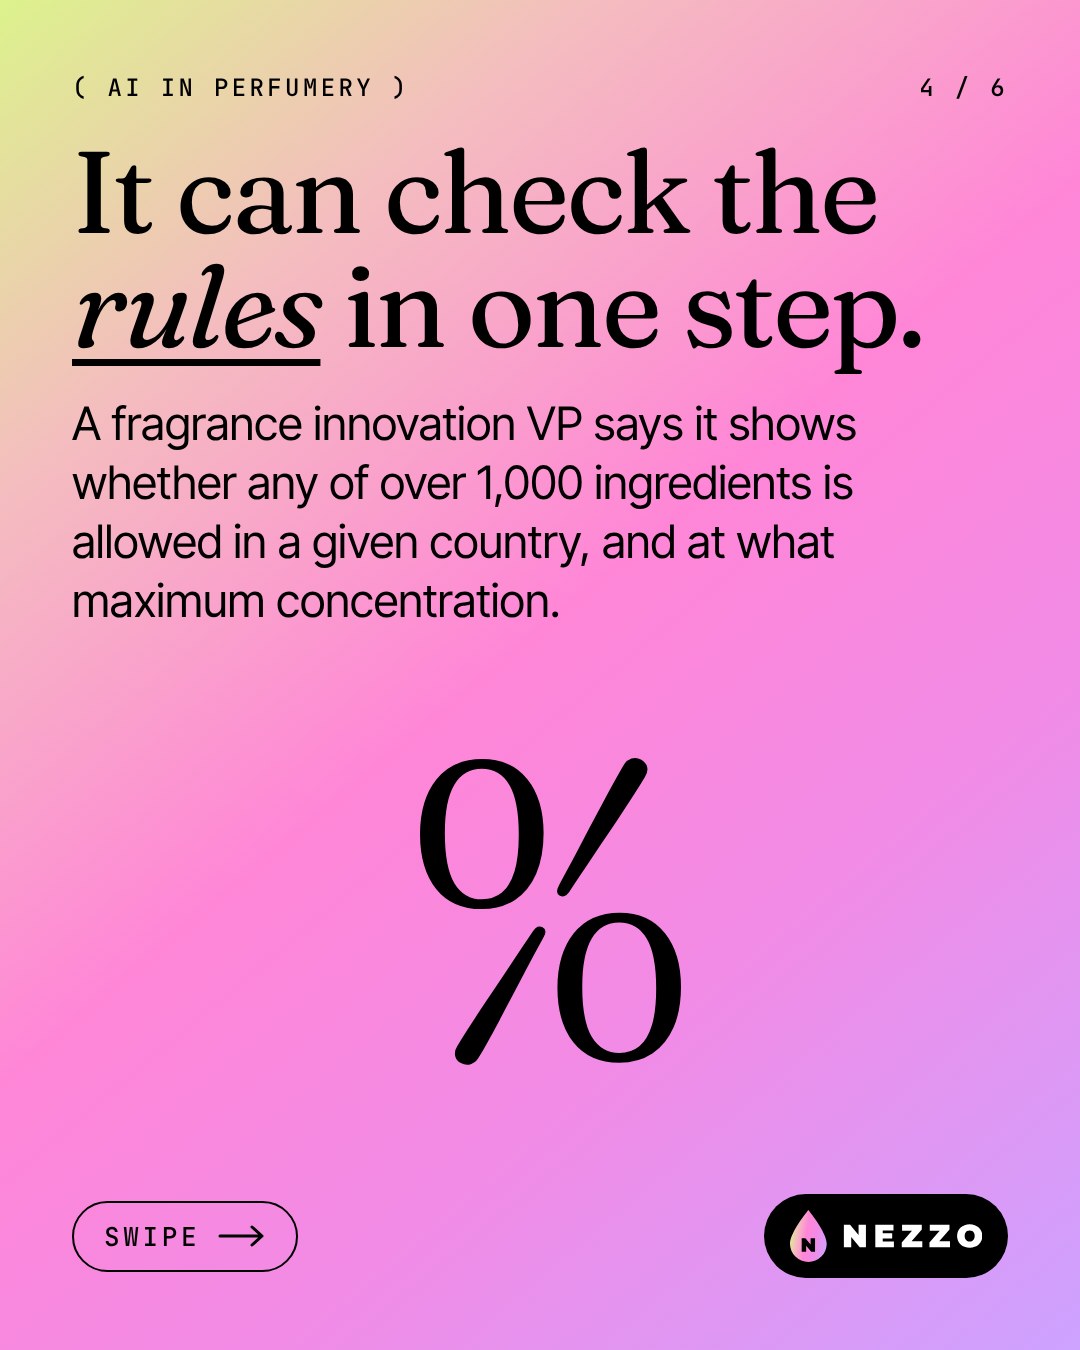 ( AI IN PERFUMERY )
4 / 6
It can check the
rules in one step.
A fragrance innovation VP says it shows
whether any of over 1,000 ingredients is
allowed in a given country, and at what
maximum concentration.
%
SWIPE →
N NEZZO